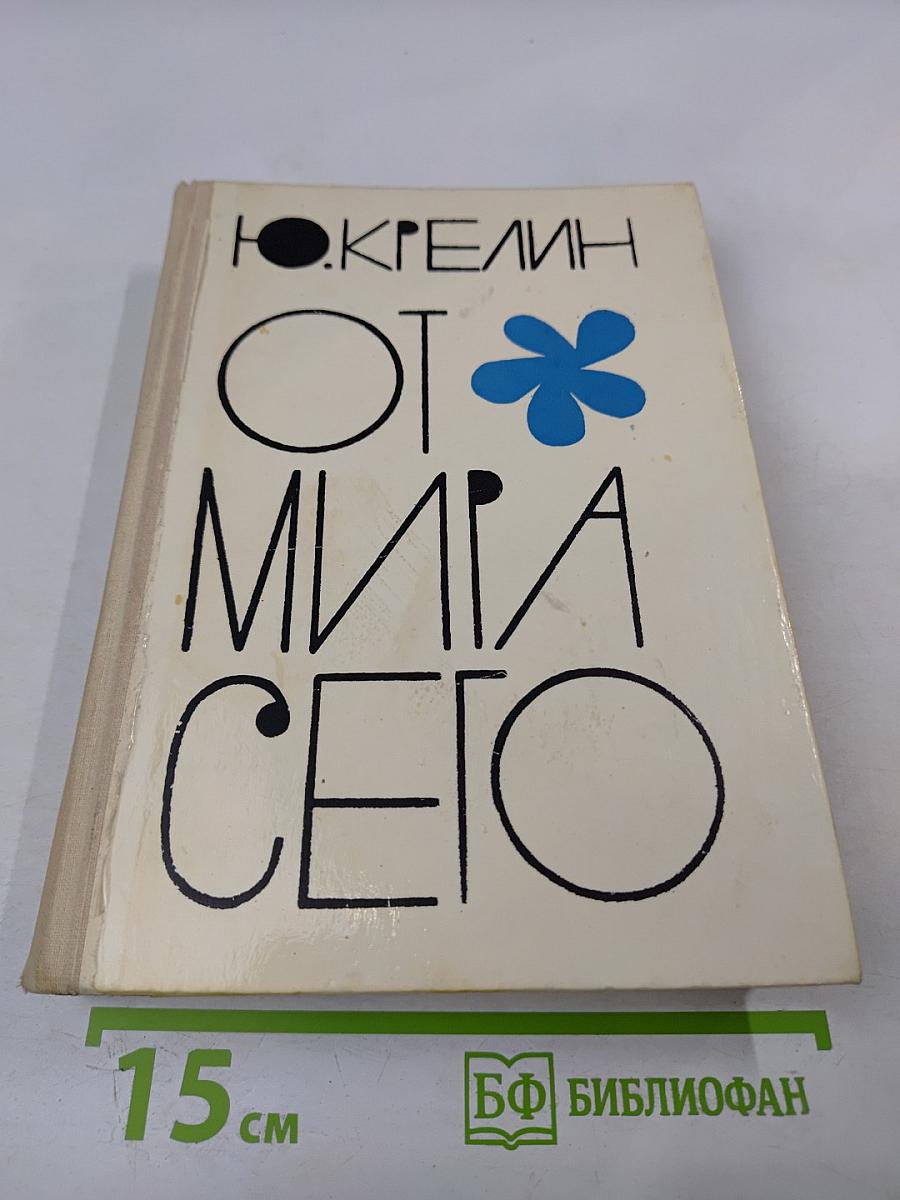 Ю.КРЕЛИН
ОТ
МИРА
СЕГО
15 см
БФ БИБЛИОФАН